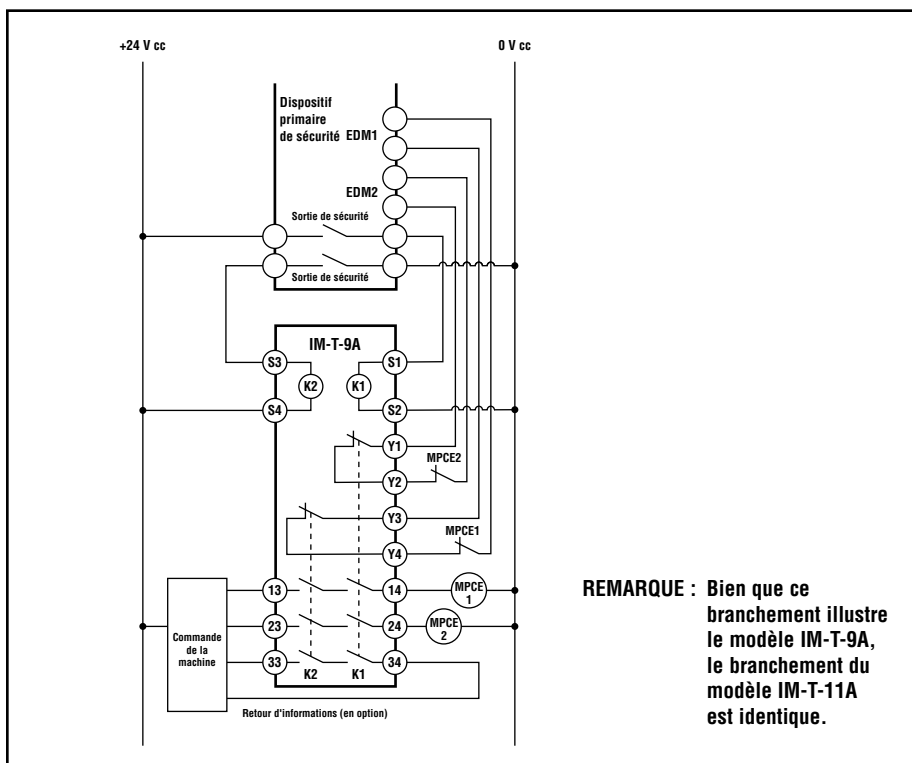 +24 V cc
0 V cc
Dispositif
primaire
de sécurité
EDM1
EDM2
Sortie de sécurité
Sortie de sécurité
IM-T-9A
S3
S1
K2
K1
S4
S2
Y1
MPCE2
Y2
Y3
MPCE1
Y4
13
14
MPCE
1
23
24
MPCE
2
Commande
de la
machine
33
34
K2
K1
Retour d'informations (en option)
REMARQUE : Bien que ce
branchement illustre
le modèle IM-T-9A,
le branchement du
modèle IM-T-11A
est identique.